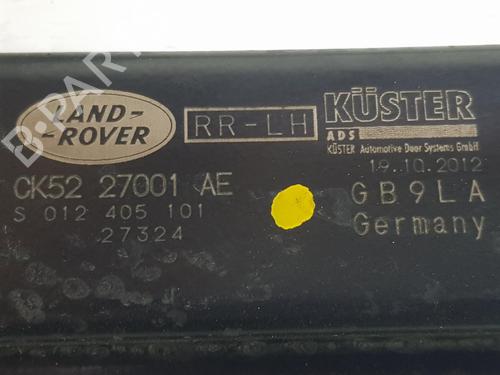 LAND-
-ROVER
RR-LH
KÜSTER
ADS
KÜSTER Automotive Door Systems GmbH
19.10.2012
CK52 27001 AE
GB9LA
S 012 405 101
Germany
27324
B-PARTS